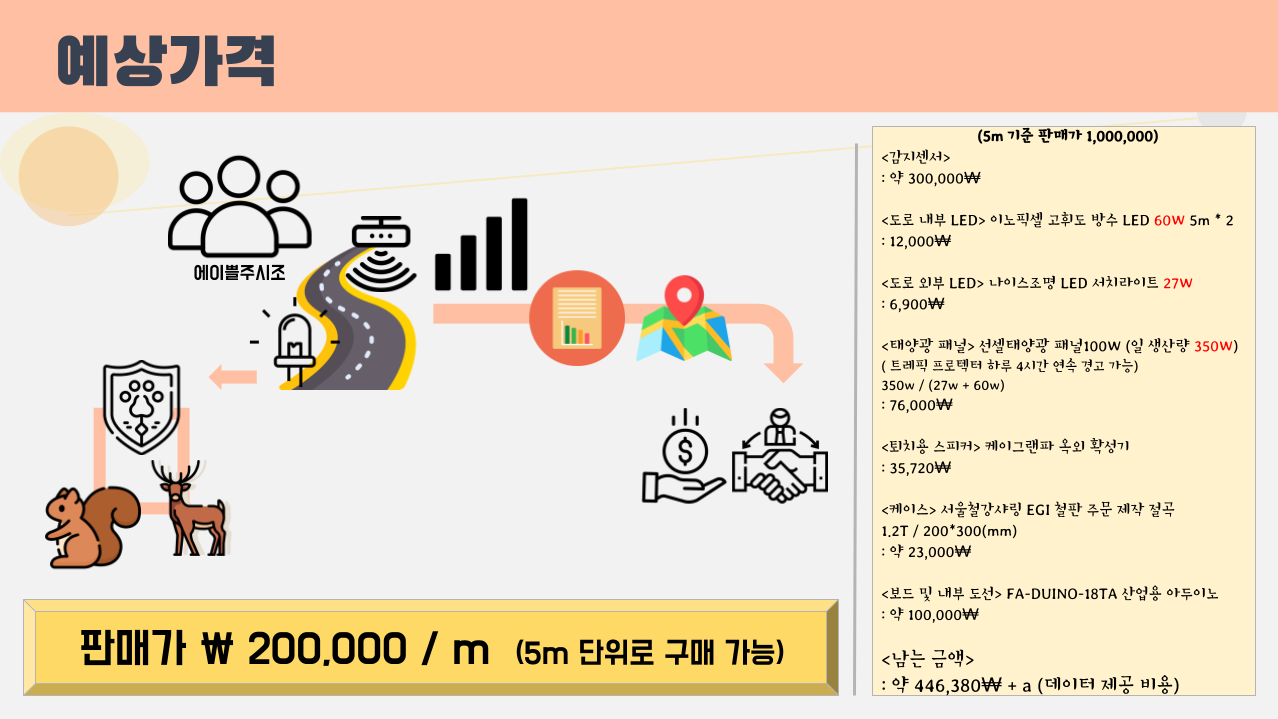 예상가격
에이쁠주시조
판매가 ₩ 200,000 / m (5m 단위로 구매 가능)
(5m 기준 판매가 1,000,000)
<감지센서>
: 약 300,000₩
<도로 내부 LED> 이노픽셀 고휘도 방수 LED 60W 5m * 2
: 12,000₩
<도로 외부 LED> 나이스조명 LED 서치라이트 27W
: 6,900₩
<태양광 패널> 선셀태양광 패널100W (일 생산량 350W)
( 트레픽 프로텍터 하루 4시간 연속 경고 가능)
350w / (27w + 60w)
: 76,000₩
<퇴치용 스피커> 케이그랜파 옥외 확성기
: 35,720₩
<케이스> 서울철강샤링 EGI 철판 주문 제작 절곡
1.2T / 200*300(mm)
: 약 23,000₩
<보드 및 내부 도선> FA-DUINO-18TA 산업용 아두이노
: 약 100,000₩
<남는 금액>
: 약 446,380₩ + a (데이터 제공 비용)